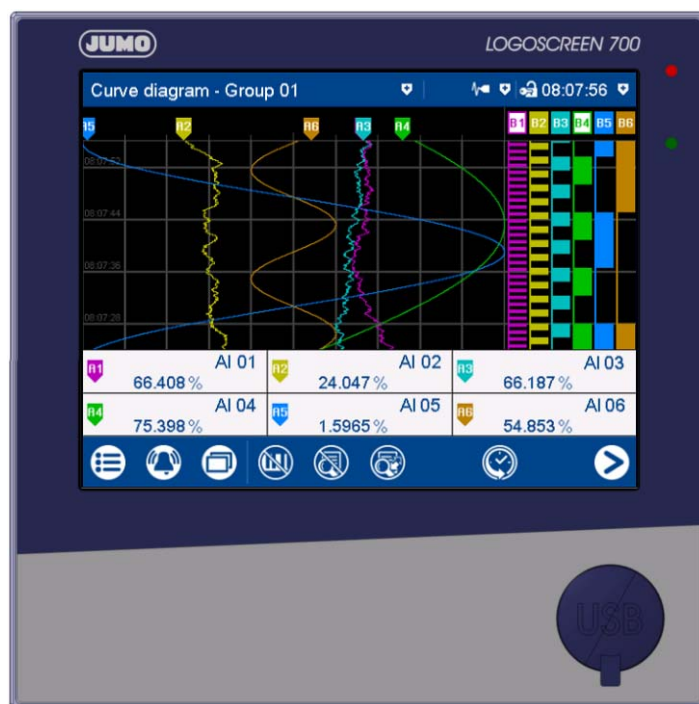 JUMO
LOGOSCREEN 700
Curve diagram - Group 01
08:07:56
A5 A2 A6 A3 A4 B1 B2 B3 B4 B5 B6
08:07:52
08:07:44
08:07:36
08:07:28
A1 AI 01
66.408 %
A2 AI 02
24.047 %
A3 AI 03
66.187 %
A4 AI 04
75.398 %
A5 AI 05
1.5965 %
A6 AI 06
54.853 %
USB